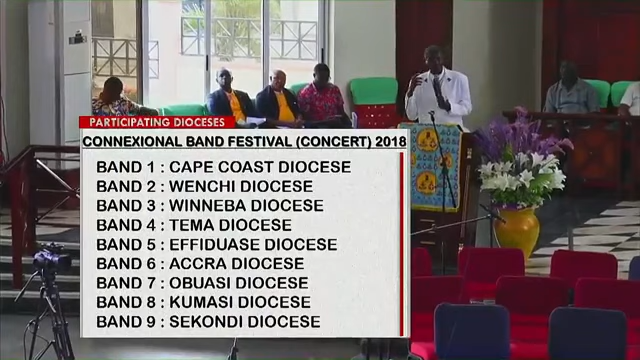 PARTICIPATING DIOCESES
CONNEXIONAL BAND FESTIVAL (CONCERT) 2018
BAND 1 : CAPE COAST DIOCESE
BAND 2 : WENCHI DIOCESE
BAND 3 : WINNEBA DIOCESE
BAND 4 : TEMA DIOCESE
BAND 5 : EFFIDUASE DIOCESE
BAND 6 : ACCRA DIOCESE
BAND 7 : OBUASI DIOCESE
BAND 8 : KUMASI DIOCESE
BAND 9 : SEKONDI DIOCESE